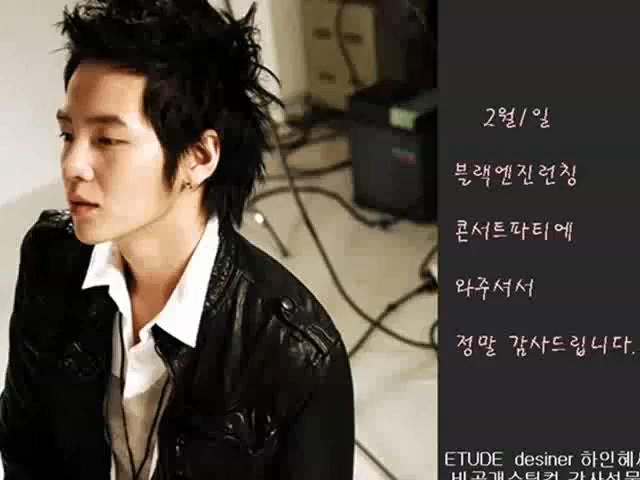 2월1일
블랙엔진런칭
콘서트파티에
와주셔서
정말 감사드립니다.
ETUDE desiner 하인혜